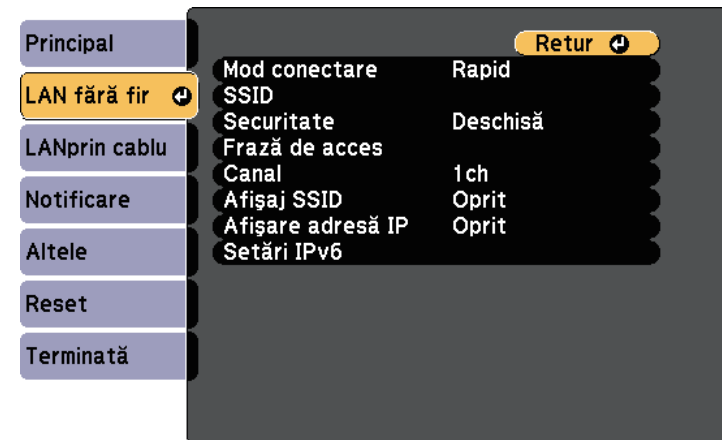 Principal
LAN fără fir
LANprin cablu
Notificare
Altele
Reset
Terminată
Retur
Mod conectare Rapid
SSID
Securitate Deschisă
Frază de acces
Canal 1ch
Afişaj SSID Oprit
Afişare adresă IP Oprit
Setări IPv6